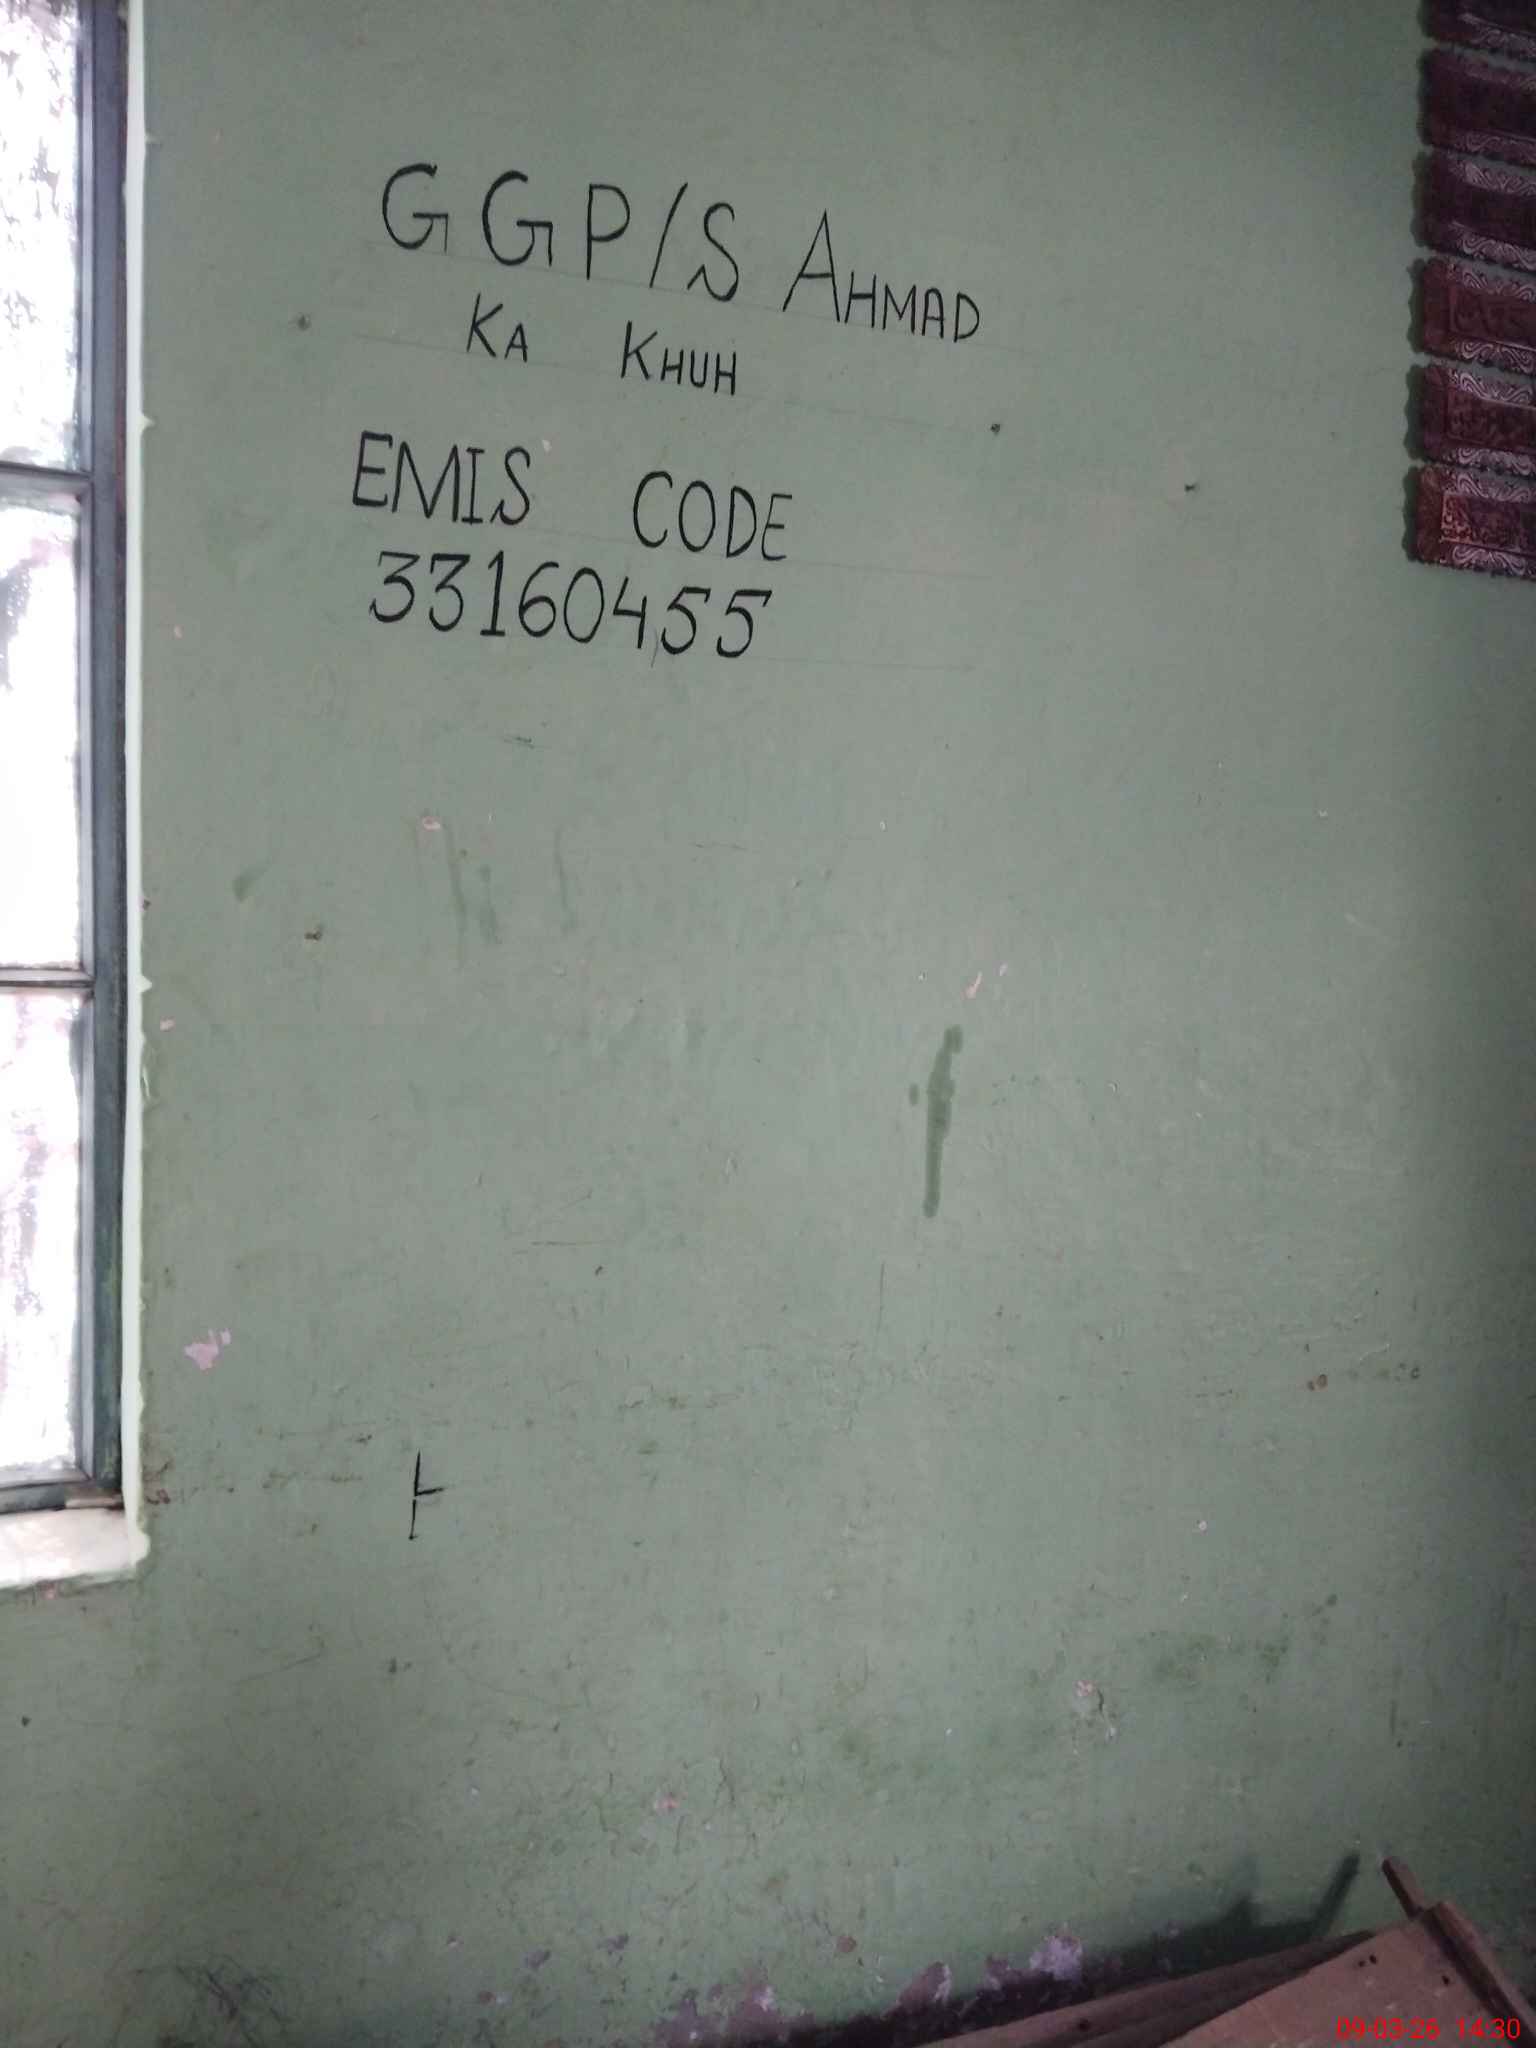 GGP/S AHMAD
KA KHUH
EMIS CODE
33160455
09-03-26 14:30